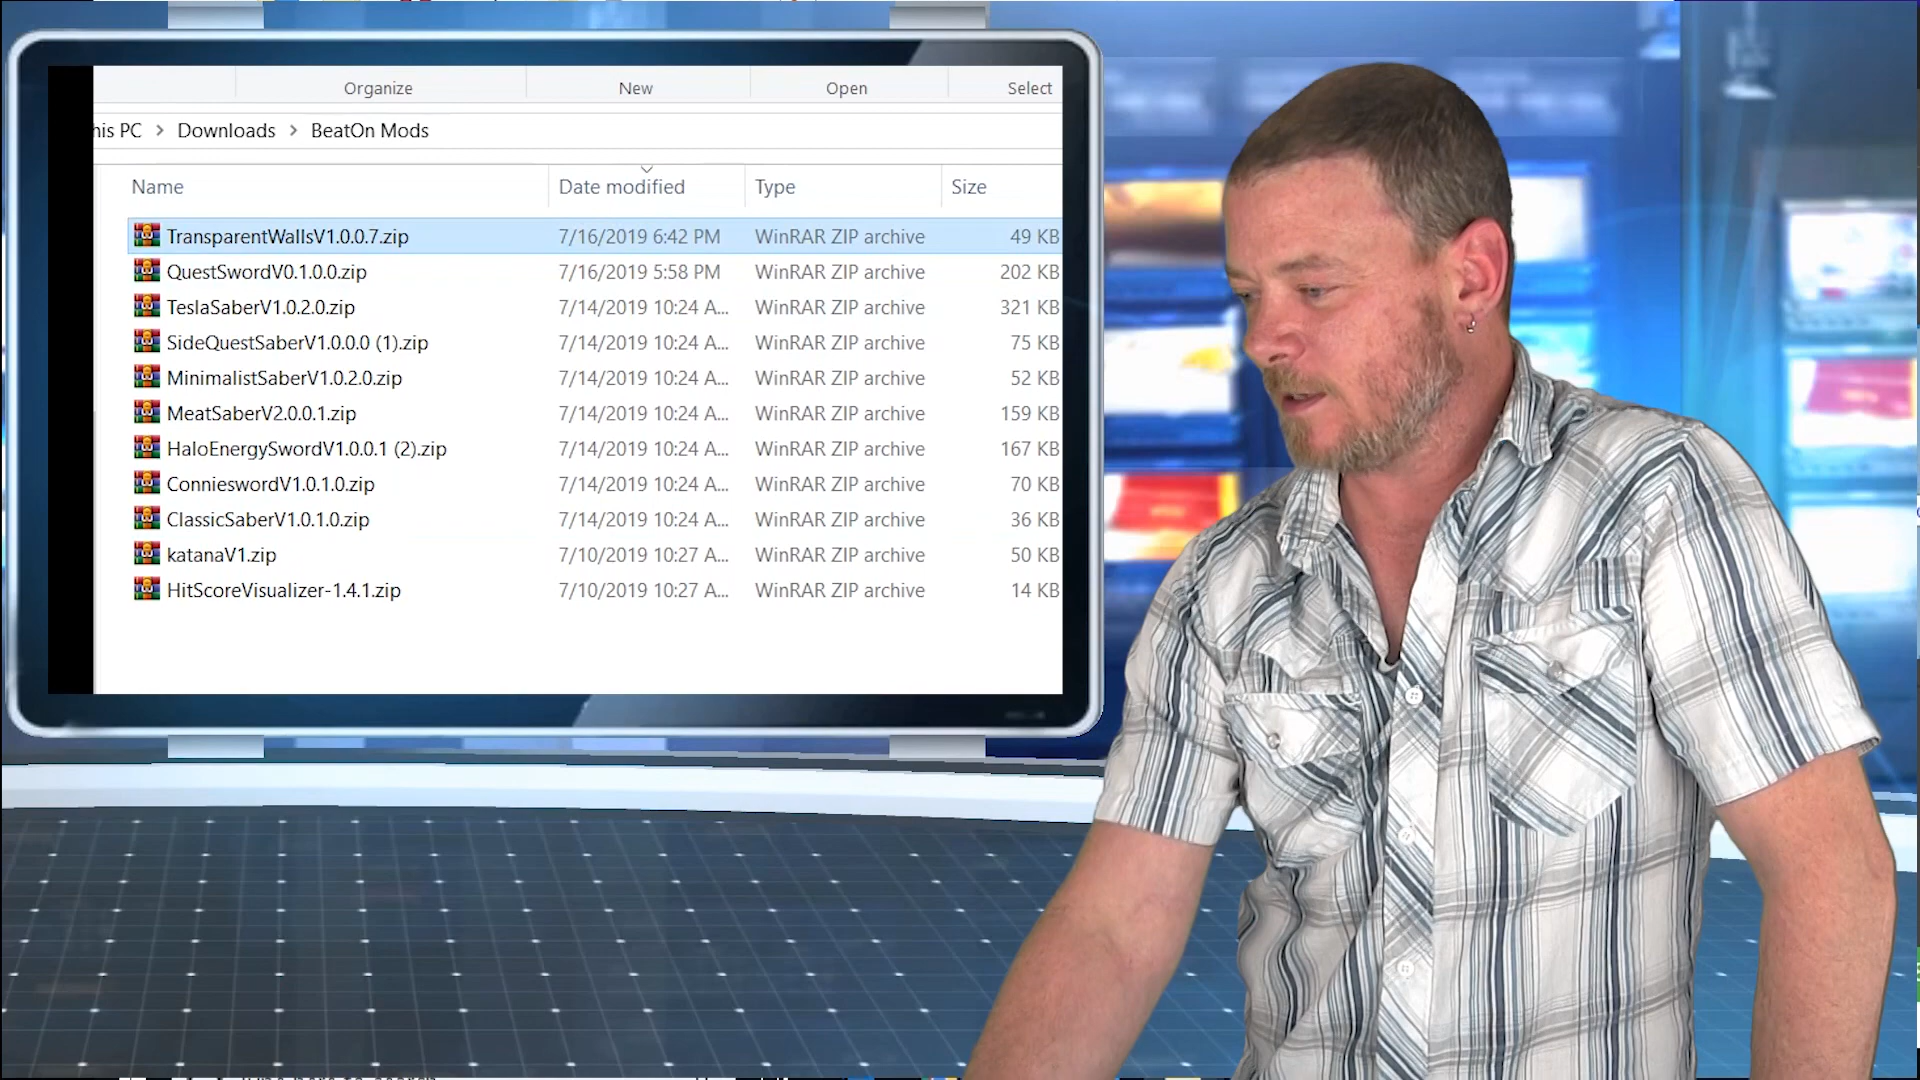 Organize New Open Select
his PC > Downloads > BeatOn Mods
Name Date modified Type Size
TransparentWallsV1.0.0.7.zip 7/16/2019 6:42 PM WinRAR ZIP archive 49 KB
QuestSwordV0.1.0.0.zip 7/16/2019 5:58 PM WinRAR ZIP archive 202 KB
TeslaSaberV1.0.2.0.zip 7/14/2019 10:24 A... WinRAR ZIP archive 321 KB
SideQuestSaberV1.0.0.0 (1).zip 7/14/2019 10:24 A... WinRAR ZIP archive 75 KB
MinimalistSaberV1.0.2.0.zip 7/14/2019 10:24 A... WinRAR ZIP archive 52 KB
MeatSaberV2.0.0.1.zip 7/14/2019 10:24 A... WinRAR ZIP archive 159 KB
HaloEnergySwordV1.0.0.1 (2).zip 7/14/2019 10:24 A... WinRAR ZIP archive 167 KB
ConnieswordV1.0.1.0.zip 7/14/2019 10:24 A... WinRAR ZIP archive 70 KB
ClassicSaberV1.0.1.0.zip 7/14/2019 10:24 A... WinRAR ZIP archive 36 KB
katanaV1.zip 7/10/2019 10:27 A... WinRAR ZIP archive 50 KB
HitScoreVisualizer-1.4.1.zip 7/10/2019 10:27 A... WinRAR ZIP archive 14 KB